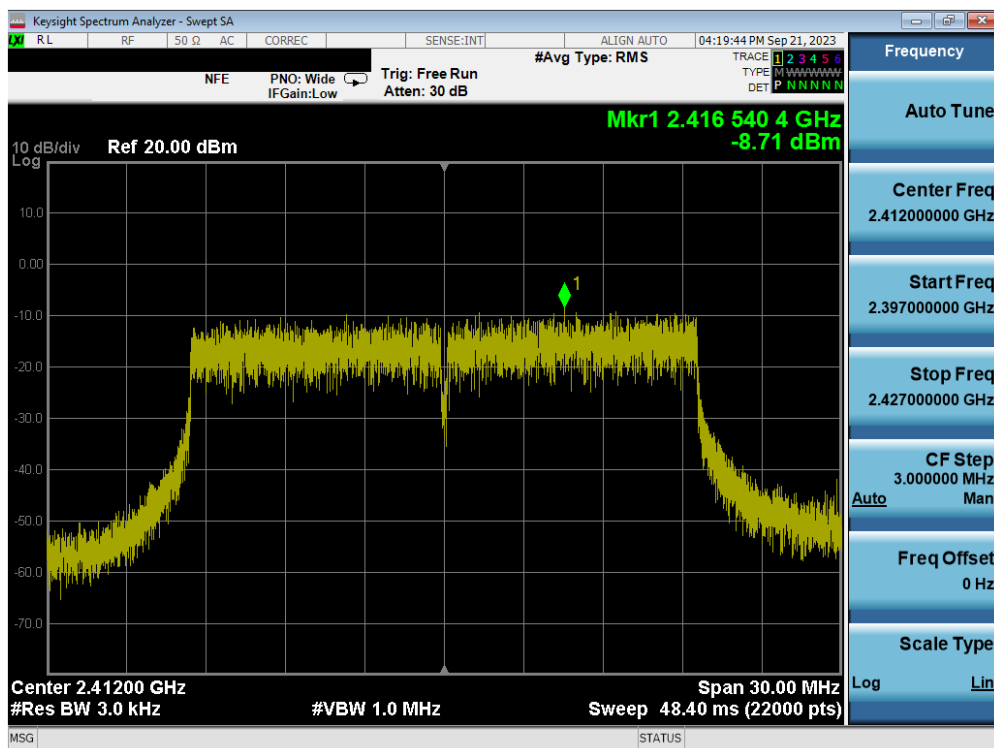 Keysight Spectrum Analyzer - Swept SA
LXI RL RF 50 Ω AC CORREC SENSE:INT ALIGN AUTO 04:19:44 PM Sep 21, 2023
NFE PNO: Wide Trig: Free Run #Avg Type: RMS TRACE 1 2 3 4 5 6
IFGain:Low Atten: 30 dB TYPE M WWWWW
DET P N N N N N
Mkr1 2.416 540 4 GHz
-8.71 dBm
10 dB/div Ref 20.00 dBm
Log
1
10.0
0.00
-10.0
-20.0
-30.0
-40.0
-50.0
-60.0
-70.0
Center 2.41200 GHz Span 30.00 MHz
#Res BW 3.0 kHz #VBW 1.0 MHz Sweep 48.40 ms (22000 pts)
MSG STATUS
Frequency
Auto Tune
Center Freq
2.412000000 GHz
Start Freq
2.397000000 GHz
Stop Freq
2.427000000 GHz
CF Step
3.000000 MHz
Auto Man
Freq Offset
0 Hz
Scale Type
Log Lin